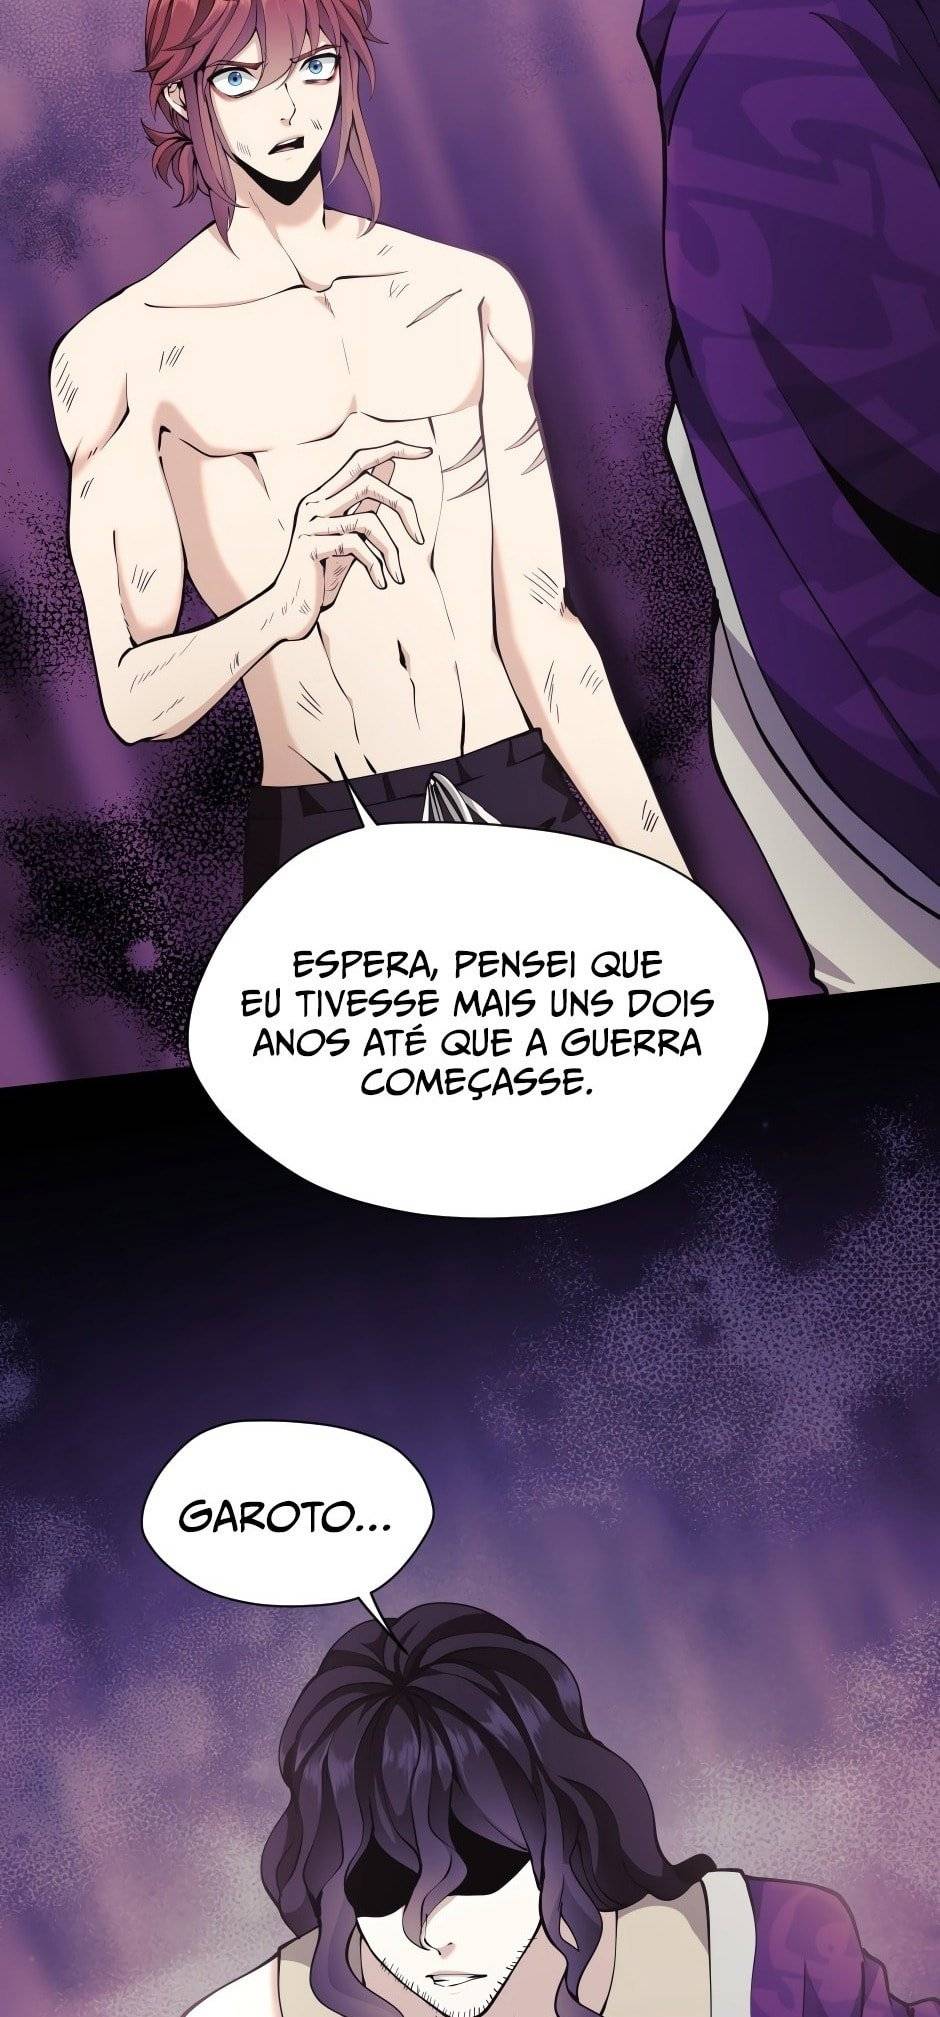 ESPERA, PENSEI QUE
EU TIVESSE MAIS UNS DOIS
ANOS ATÉ QUE A GUERRA
COMEÇASSE.
GAROTO...